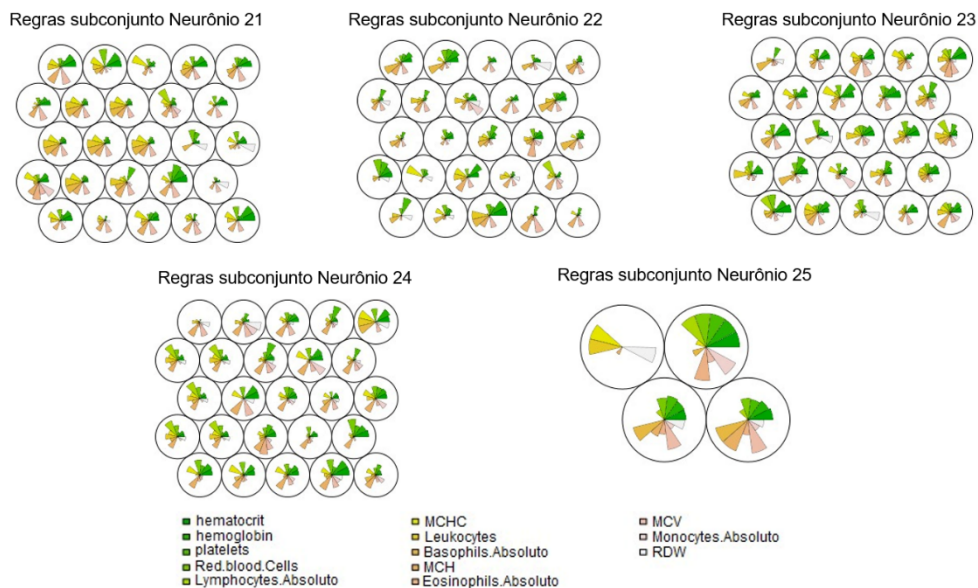 Regras subconjunto Neurônio 21
Regras subconjunto Neurônio 22
Regras subconjunto Neurônio 23
Regras subconjunto Neurônio 24
Regras subconjunto Neurônio 25
hematocrit
hemoglobin
platelets
Red.blood.Cells
Lymphocytes.Absoluto
MCHC
Leukocytes
Basophils.Absoluto
MCH
Eosinophils.Absoluto
MCV
Monocytes.Absoluto
RDW